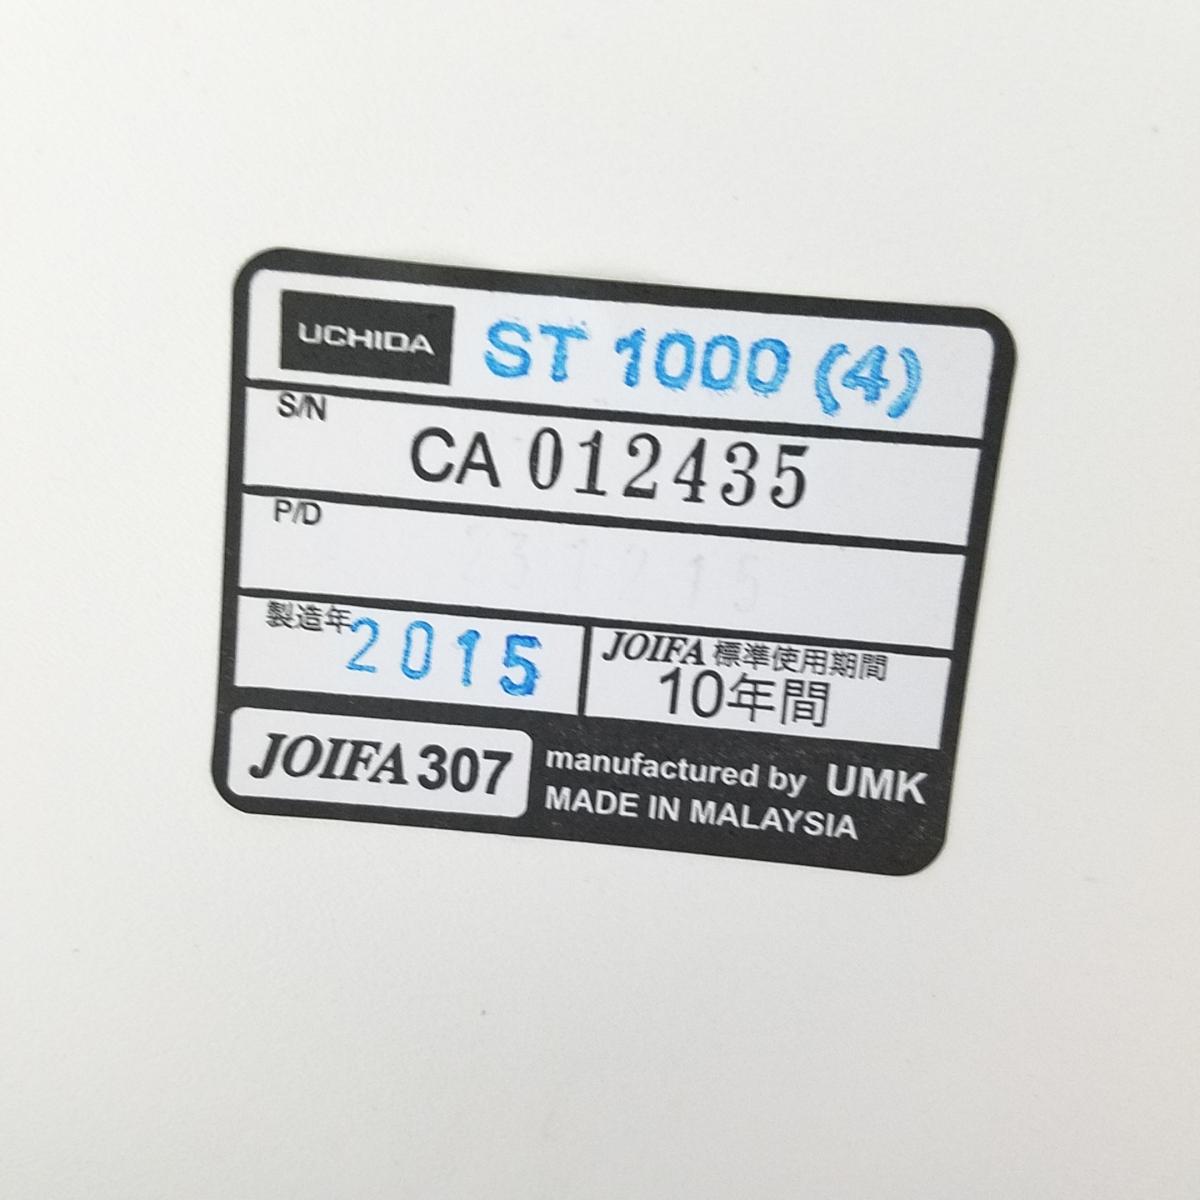 UCHIDA ST 1000 (4)
S/N
CA 012435
P/D
製造年 2015
JOIFA 標準使用期間
10年間
JOIFA 307
manufactured by UMK
MADE IN MALAYSIA